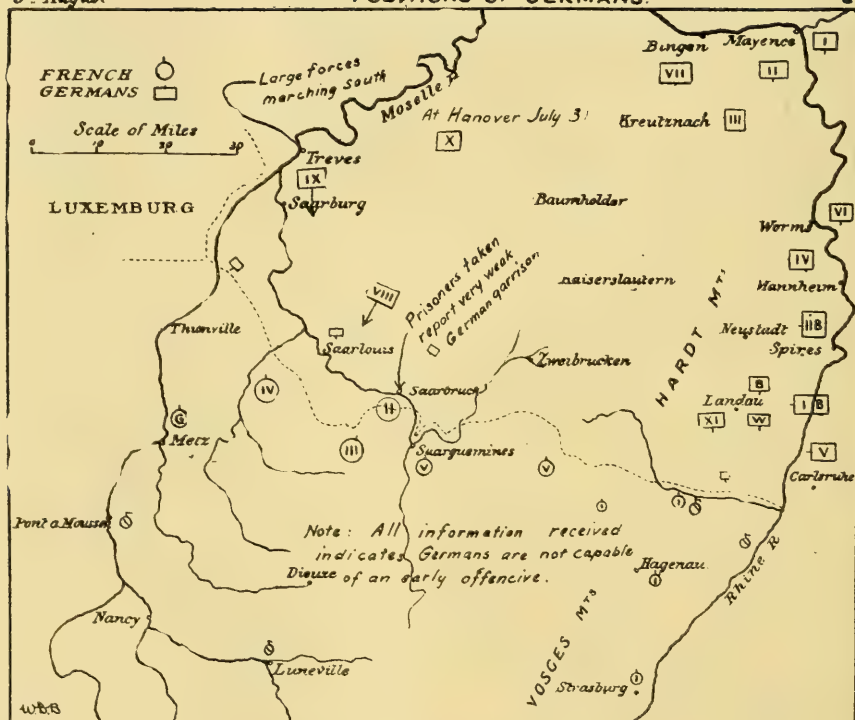 POSITIONS OF GERMANS.
FRENCH
GERMANS
Scale of Miles
0 10 20 30
Large forces
marching south
Moselle
At Hanover July 31
X
Bingen
Mayence
I
VII
II
Kreutznach
III
Treves
IX
Saarburg
LUXEMBURG
Baumholder
VI
Worms
IV
Kaiserslautern
Mannheim
HARDT MTS
Prisoners taken
report very weak
German garrison
VIII
Thionville
Saarlouis
Neustadt
IIB
Spires
Zweibrucken
Saarbruck
IV
II
B
Landau
IB
XI
W
G
Metz
III
Sarguemines
V
V
V
Carlsruhe
Pont a Mousson
I
I
Note: All information received
indicates Germans are not capable
of an early offencive.
Dieuze
Hagenau
I
Rhine R
Nancy
VOSGES MTS
Luneville
I
Strasburg
W.B.B